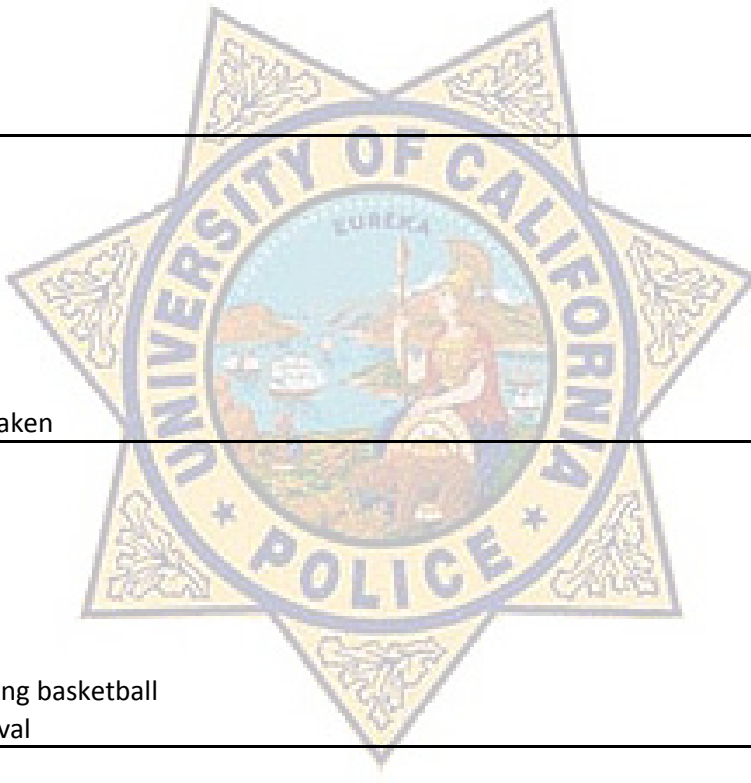 UNIVERSITY OF CALIFORNIA
EUREKA
aken
POLICE
ng basketball
val